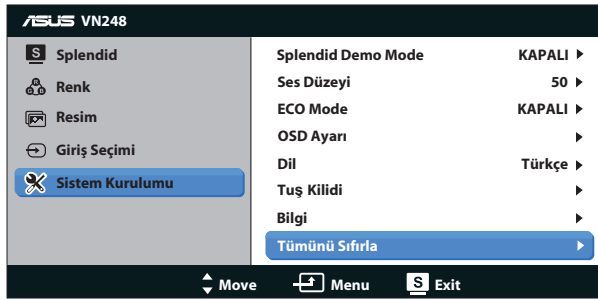 ASUS VN248
S Splendid
Renk
Resim
Giriş Seçimi
Sistem Kurulumu
Splendid Demo Mode KAPALI
Ses Düzeyi 50
ECO Mode KAPALI
OSD Ayarı
Dil Türkçe
Tuş Kilidi
Bilgi
Tümünü Sıfırla
Move Menu S Exit